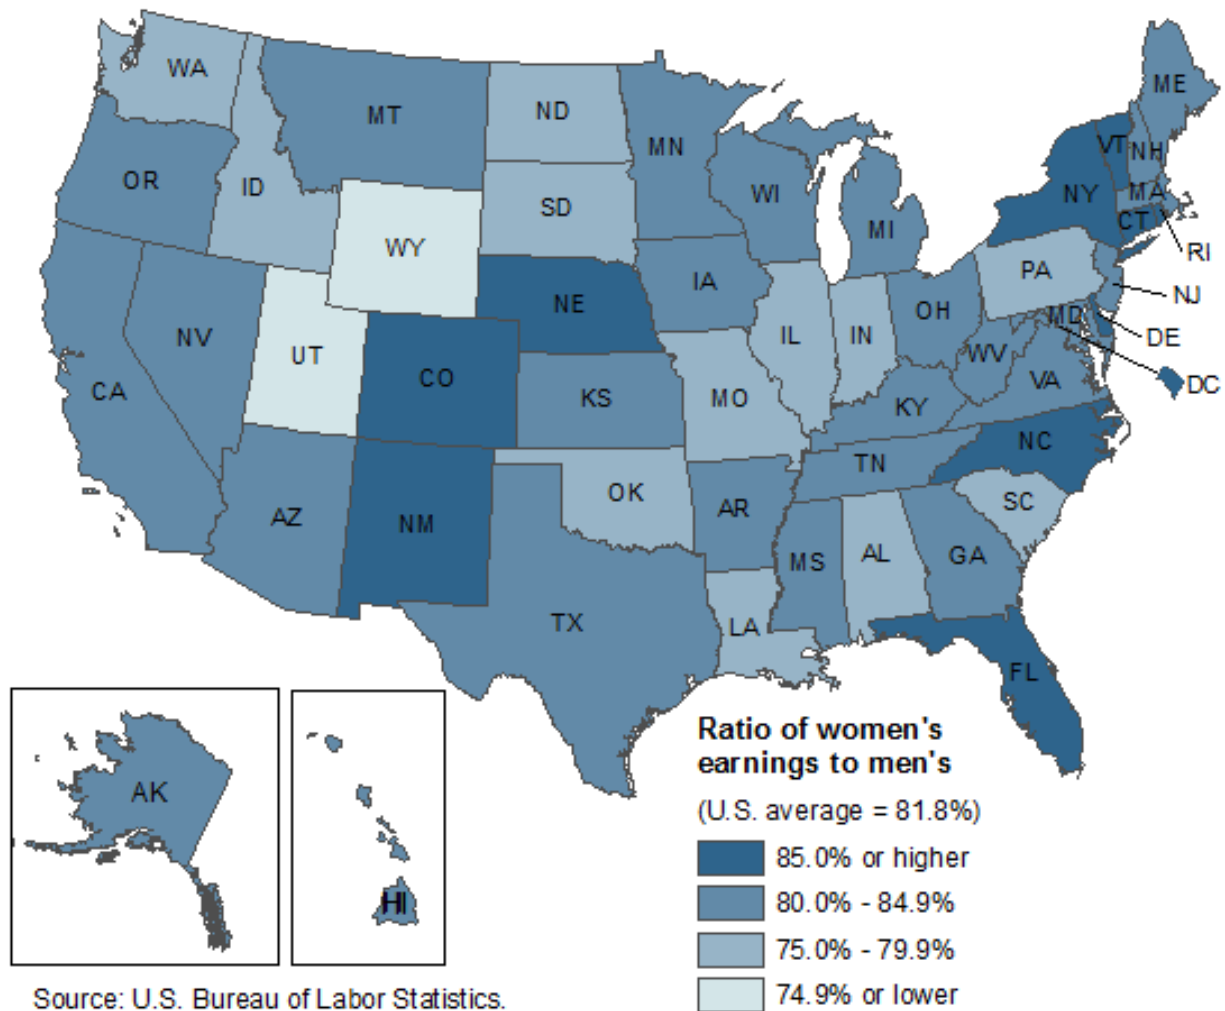 WA
MT
ND
MN
ME
VT
NH
OR
ID
SD
WI
MI
NY
MA
CT
RI
WY
PA
NJ
IA
NE
OH
MD
DE
NV
UT
CO
IL
IN
WV
VA
DC
CA
KS
MO
KY
NC
TN
AZ
NM
OK
AR
SC
MS
AL
GA
TX
LA
FL
AK
HI
Ratio of women's
earnings to men's
(U.S. average = 81.8%)
85.0% or higher
80.0% - 84.9%
75.0% - 79.9%
74.9% or lower
Source: U.S. Bureau of Labor Statistics.